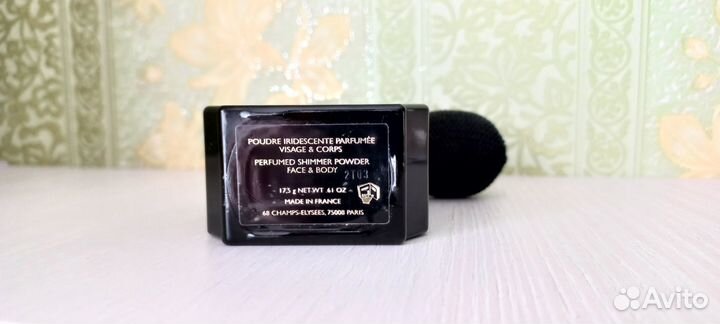 POUDRE IRIDESCENTE PARFUMÉE
VISAGE & CORPS
PERFUMED SHIMMER POWDER
FACE & BODY
2T03
17,5 g NET WT .61 OZ
MADE IN FRANCE
68 CHAMPS-ELYSEES, 75008 PARIS
Avito